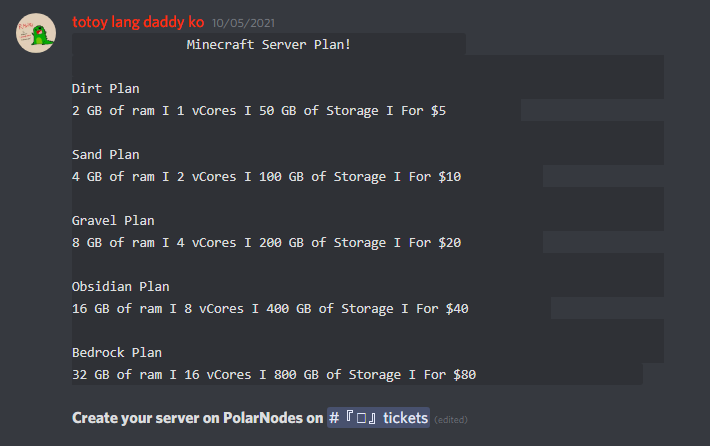 totoy lang daddy ko 10/05/2021
Minecraft Server Plan!
Dirt Plan
2 GB of ram I 1 vCores I 50 GB of Storage I For $5
Sand Plan
4 GB of ram I 2 vCores I 100 GB of Storage I For $10
Gravel Plan
8 GB of ram I 4 vCores I 200 GB of Storage I For $20
Obsidian Plan
16 GB of ram I 8 vCores I 400 GB of Storage I For $40
Bedrock Plan
32 GB of ram I 16 vCores I 800 GB of Storage I For $80
Create your server on PolarNodes on # 『□』 tickets (edited)